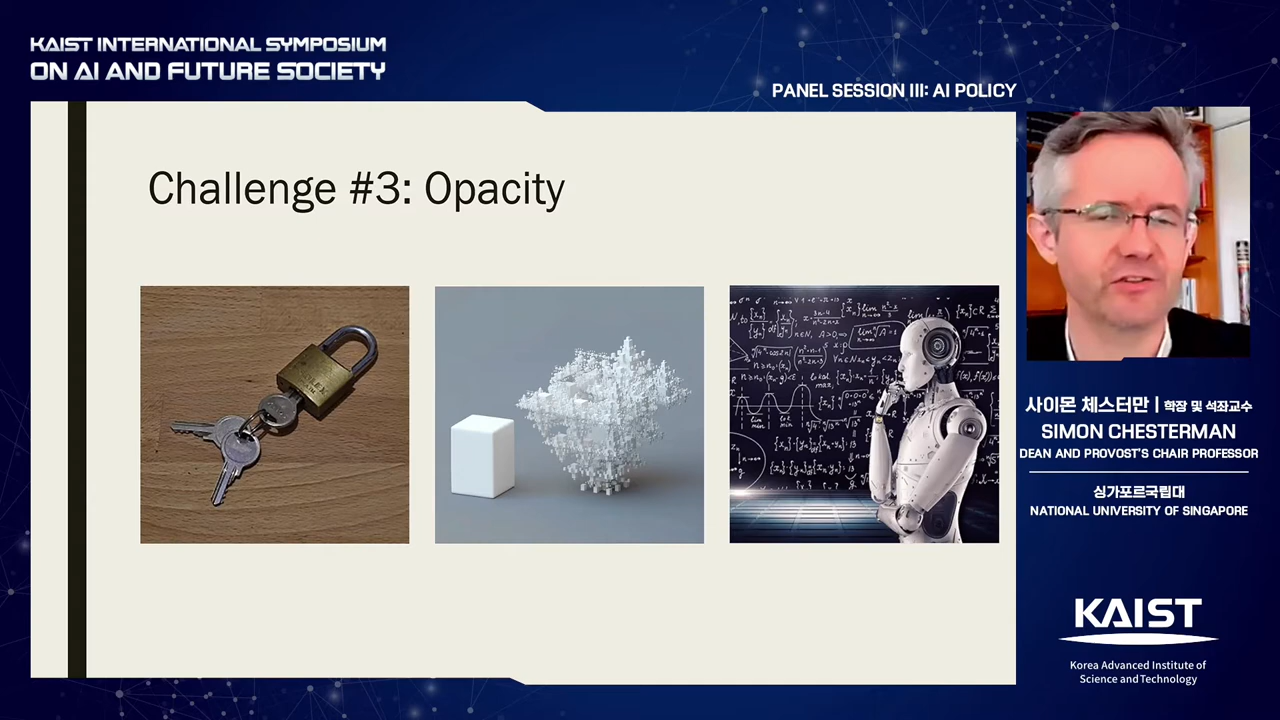 KAIST INTERNATIONAL SYMPOSIUM
ON AI AND FUTURE SOCIETY
PANEL SESSION III: AI POLICY
Challenge #3: Opacity
사이몬 체스터만 | 학장 및 석좌교수
SIMON CHESTERMAN
DEAN AND PROVOST'S CHAIR PROFESSOR
싱가포르국립대
NATIONAL UNIVERSITY OF SINGAPORE
KAIST
Korea Advanced Institute of
Science and Technology